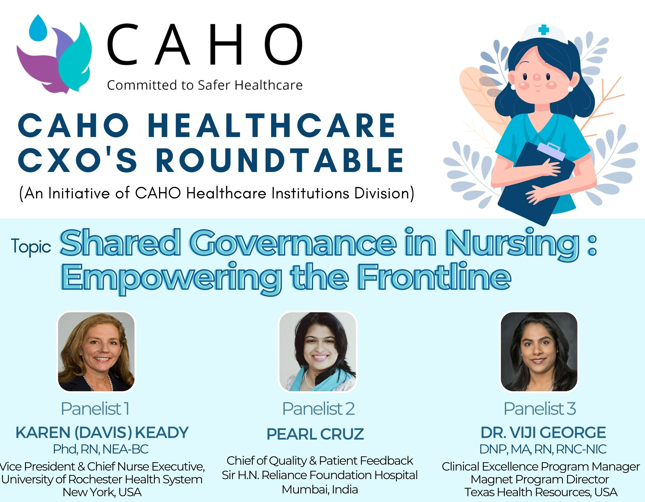 CAHO
Committed to Safer Healthcare
CAHO HEALTHCARE
CXO'S ROUNDTABLE
(An Initiative of CAHO Healthcare Institutions Division)
Topic Shared Governance in Nursing :
Empowering the Frontline
Panelist 1
KAREN (DAVIS) KEADY
Phd, RN, NEA-BC
Vice President & Chief Nurse Executive,
University of Rochester Health System
New York, USA
Panelist 2
PEARL CRUZ
Chief of Quality & Patient Feedback
Sir H.N. Reliance Foundation Hospital
Mumbai, India
Panelist 3
DR. VIJI GEORGE
DNP, MA, RN, RNC-NIC
Clinical Excellence Program Manager
Magnet Program Director
Texas Health Resources, USA